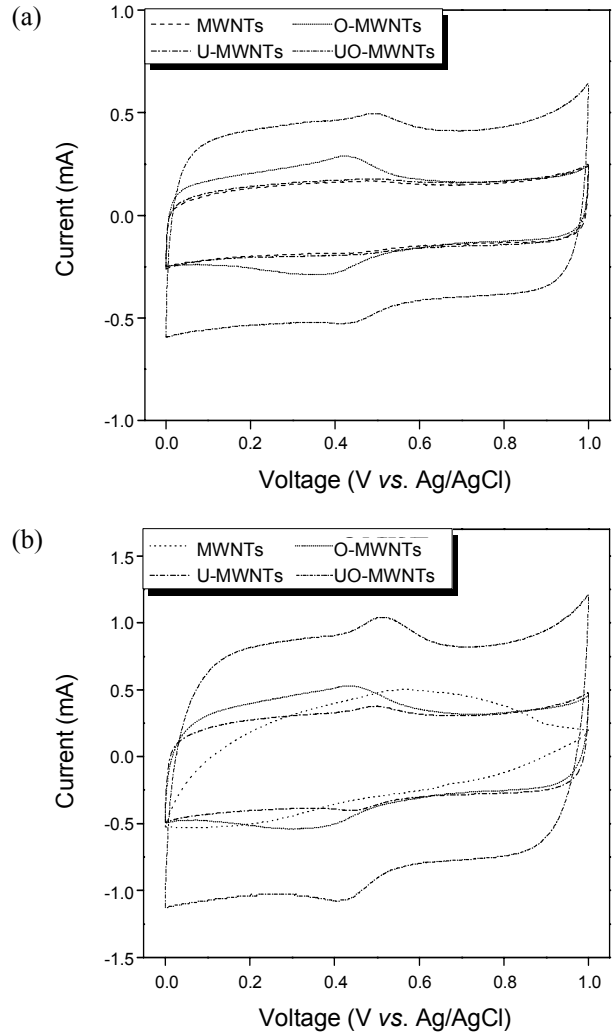 (a)
1.0
MWNTs O-MWNTs
U-MWNTs UO-MWNTs
0.5
0.0
-0.5
-1.0
Current (mA)
0.0 0.2 0.4 0.6 0.8 1.0
Voltage (V vs. Ag/AgCl)
(b)
1.5
MWNTs O-MWNTs
U-MWNTs UO-MWNTs
1.0
0.5
0.0
-0.5
-1.0
-1.5
Current (mA)
0.0 0.2 0.4 0.6 0.8 1.0
Voltage (V vs. Ag/AgCl)